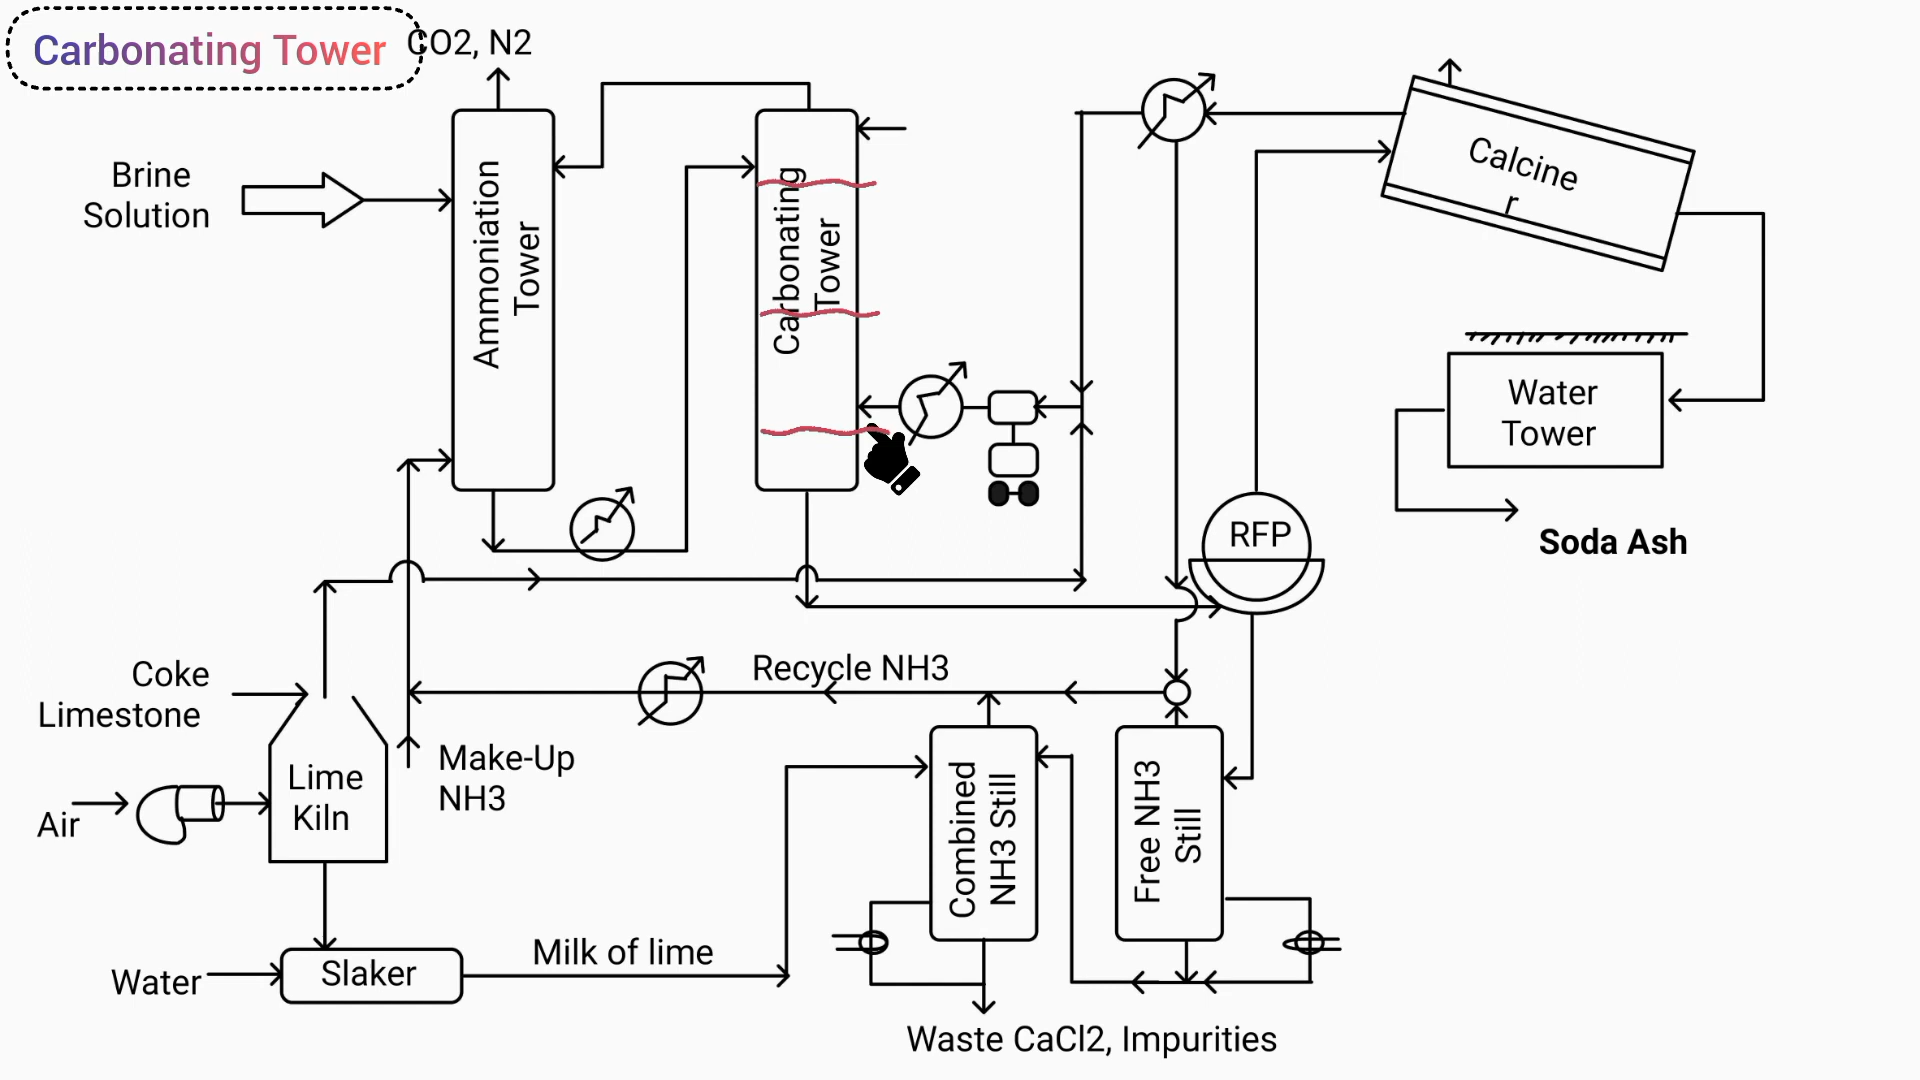 Carbonating Tower
CO2, N2
Brine
Solution
Ammoniation
Tower
Carbonating
Tower
Calcine
r
Water
Tower
Soda Ash
RFP
Coke
Limestone
Recycle NH3
Make-Up
NH3
Lime
Kiln
Air
Combined
NH3 Still
Free NH3
Still
Milk of lime
Water
Slaker
Waste CaCl2, Impurities